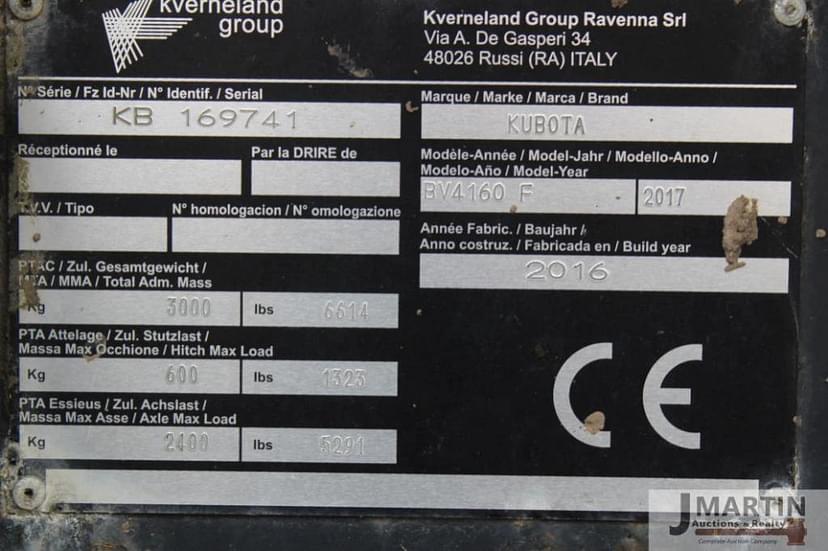 kverneland
group
Kverneland Group Ravenna Srl
Via A. De Gasperi 34
48026 Russi (RA) ITALY
N° Série / Fz Id-Nr / N° Identif. / Serial
KB 169741
Marque / Marke / Marca / Brand
KUBOTA
Réceptionné le
Par la DRIRE de
Modèle-Année / Model-Jahr / Modello-Anno /
Modelo-Año / Model-Year
BV4160 F
2017
T.V.V. / Tipo
N° homologacion / N° omologazione
Année Fabric. / Baujahr /
Anno costruz. / Fabricada en / Build year
2016
PTAC / Zul. Gesamtgewicht /
MTA / MMA / Total Adm. Mass
Kg 3000 lbs 6614
PTA Attelage / Zul. Stutzlast /
Massa Max Occhione / Hitch Max Load
Kg 600 lbs 1323
PTA Essieus / Zul. Achslast /
Massa Max Asse / Axle Max Load
Kg 2400 lbs 5291
CE
J MARTIN
Auctions & Realty
Complete Auction Company